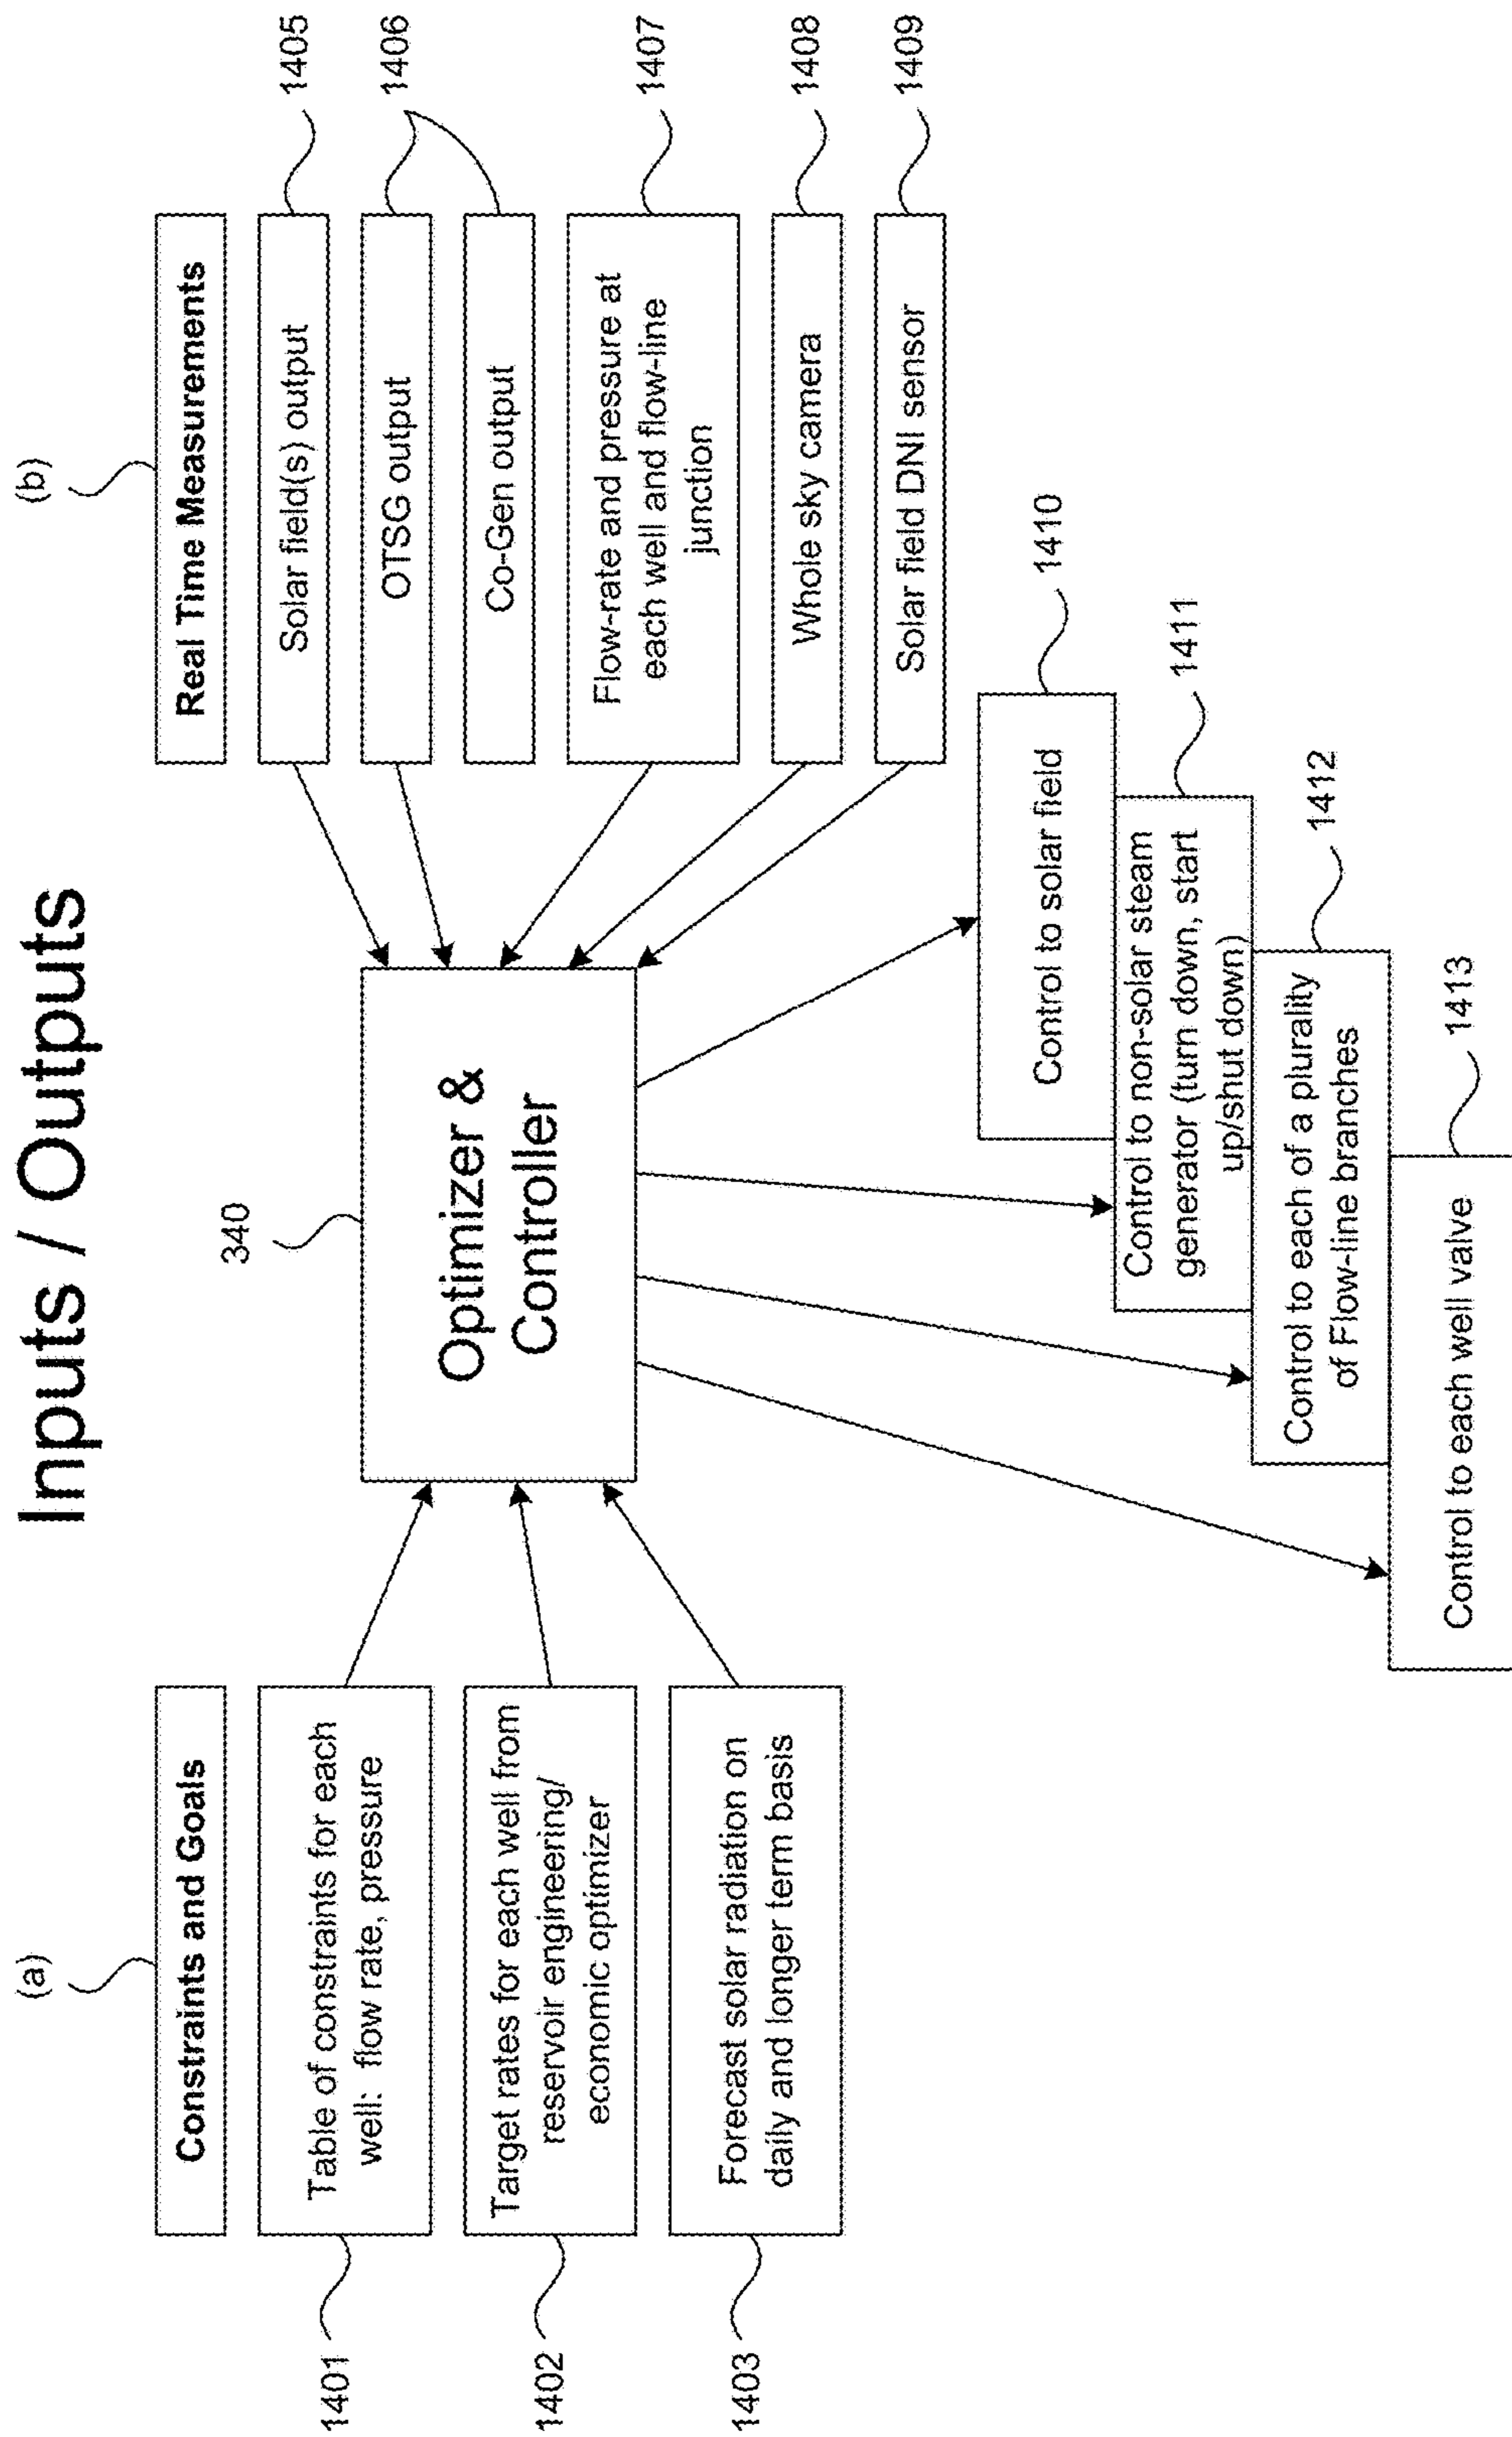 Inputs / Outputs
(a)
Constraints and Goals
1401
Table of constraints for each
well: flow rate, pressure
1402
Target rates for each well from
reservoir engineering/
economic optimizer
1403
Forecast solar radiation on
daily and longer term basis
340
Optimizer &
Controller
(b)
Real Time Measurements
Solar field(s) output
1405
OTSG output
1406
Co-Gen output
Flow-rate and pressure at
each well and flow-line
junction
1407
Whole sky camera
1408
Solar field DNI sensor
1409
Control to solar field
1410
Control to non-solar steam
generator (turn down, start
up/shut down)
1411
Control to each of a plurality
of Flow-line branches
1412
Control to each well valve
1413